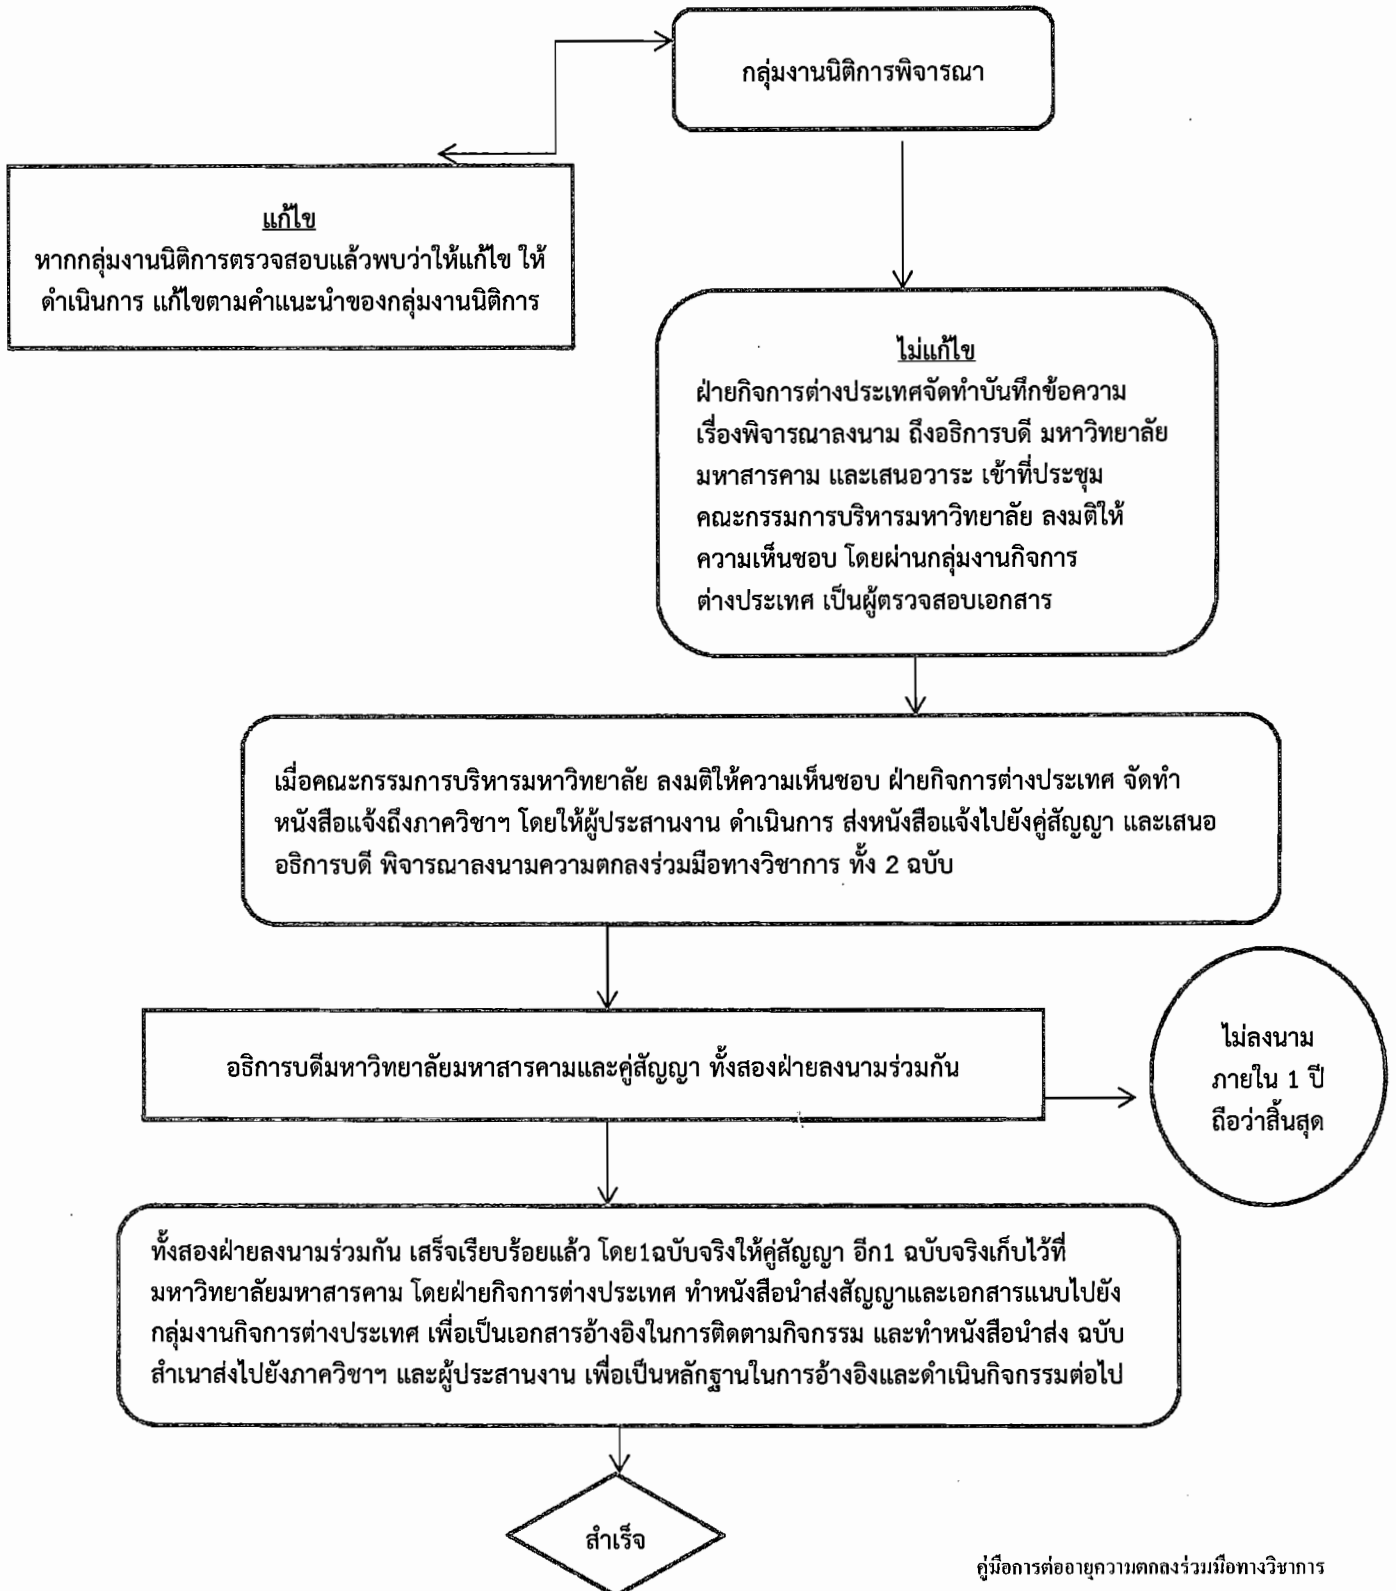 กลุ่มงานนิติการพิจารณา
แก้ไข
หากกลุ่มงานนิติการตรวจสอบแล้วพบว่าให้แก้ไข ให้
ดำเนินการ แก้ไขตามคำแนะนำของกลุ่มงานนิติการ
ไม่แก้ไข
ฝ่ายกิจการต่างประเทศจัดทำบันทึกข้อความ
เรื่องพิจารณาลงนาม ถึงอธิการบดี มหาวิทยาลัย
มหาสารคาม และเสนอวาระ เข้าที่ประชุม
คณะกรรมการบริหารมหาวิทยาลัย ลงมติให้
ความเห็นชอบ โดยผ่านกลุ่มงานกิจการ
ต่างประเทศ เป็นผู้ตรวจสอบเอกสาร
เมื่อคณะกรรมการบริหารมหาวิทยาลัย ลงมติให้ความเห็นชอบ ฝ่ายกิจการต่างประเทศ จัดทำ
หนังสือแจ้งถึงภาควิชาฯ โดยให้ผู้ประสานงาน ดำเนินการ ส่งหนังสือแจ้งไปยังคู่สัญญา และเสนอ
อธิการบดี พิจารณาลงนามความตกลงร่วมมือทางวิชาการ ทั้ง 2 ฉบับ
อธิการบดีมหาวิทยาลัยมหาสารคามและคู่สัญญา ทั้งสองฝ่ายลงนามร่วมกัน
ไม่ลงนาม
ภายใน 1 ปี
ถือว่าสิ้นสุด
ทั้งสองฝ่ายลงนามร่วมกัน เสร็จเรียบร้อยแล้ว โดย1ฉบับจริงให้คู่สัญญา อีก1 ฉบับจริงเก็บไว้ที่
มหาวิทยาลัยมหาสารคาม โดยฝ่ายกิจการต่างประเทศ ทำหนังสือนำส่งสัญญาและเอกสารแนบไปยัง
กลุ่มงานกิจการต่างประเทศ เพื่อเป็นเอกสารอ้างอิงในการติดตามกิจกรรม และทำหนังสือนำส่ง ฉบับ
สำเนาส่งไปยังภาควิชาฯ และผู้ประสานงาน เพื่อเป็นหลักฐานในการอ้างอิงและดำเนินกิจกรรมต่อไป
สำเร็จ
คู่มือการต่ออายุความตกลงร่วมมือทางวิชาการ